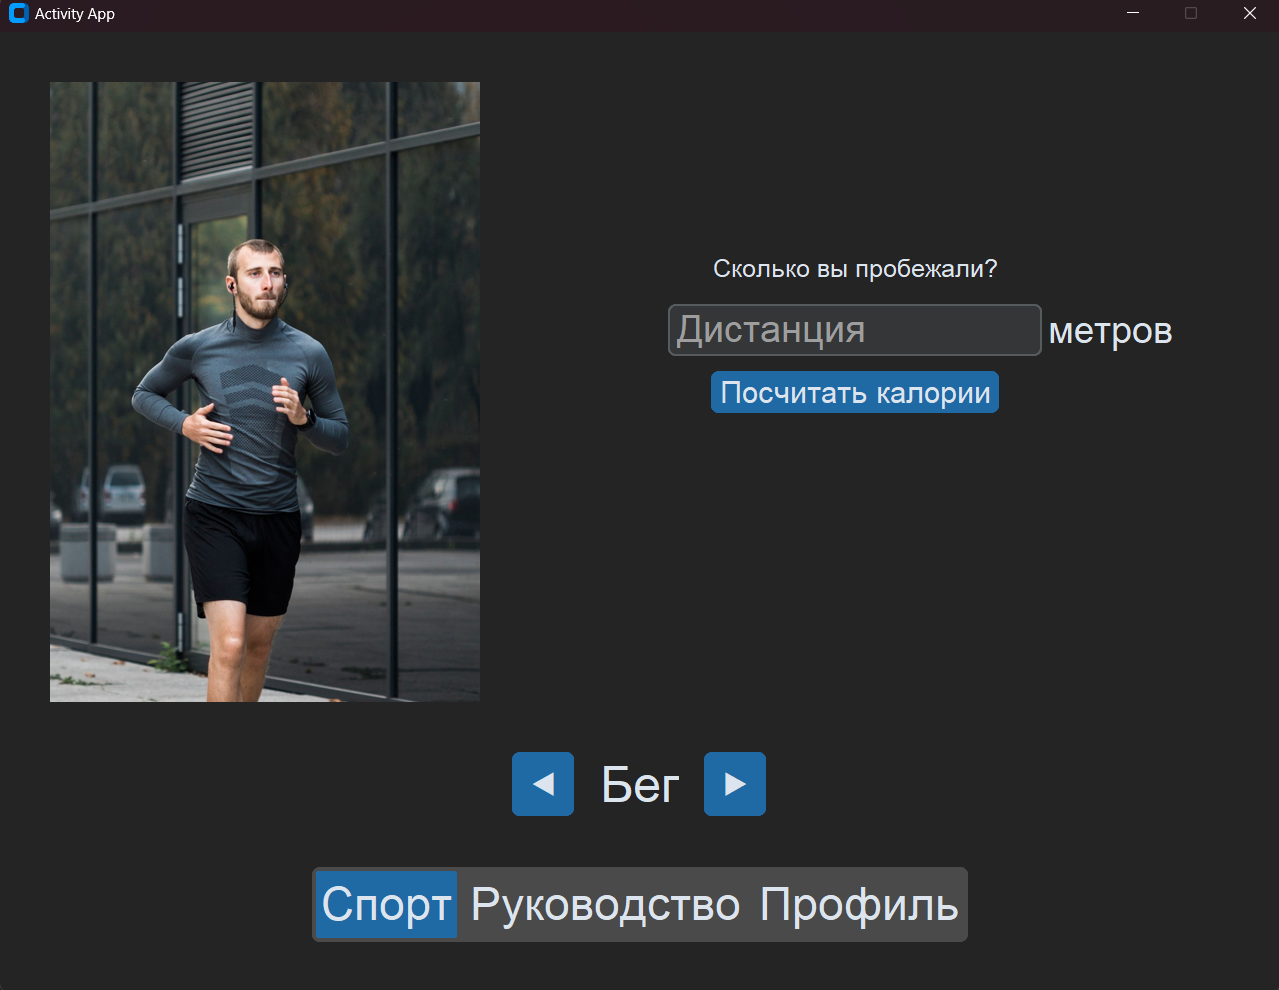 Activity App
Сколько вы пробежали?
Дистанция метров
Посчитать калории
◀ Бег ▶
Спорт Руководство Профиль